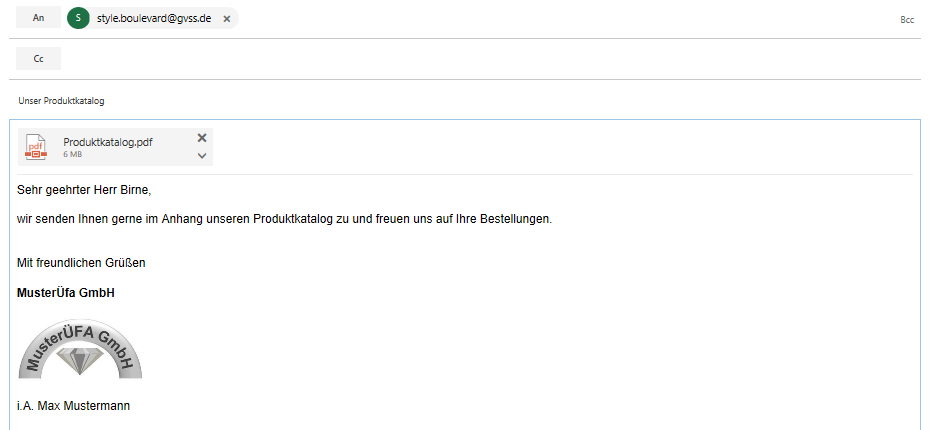 An S style.boulevard@gvss.de × Bcc
Cc
Unser Produktkatalog
pdf Produktkatalog.pdf
6 MB
Sehr geehrter Herr Birne,
wir senden Ihnen gerne im Anhang unseren Produktkatalog zu und freuen uns auf Ihre Bestellungen.
Mit freundlichen Grüßen
MusterÜfa GmbH
MusterÜFA GmbH
i.A. Max Mustermann